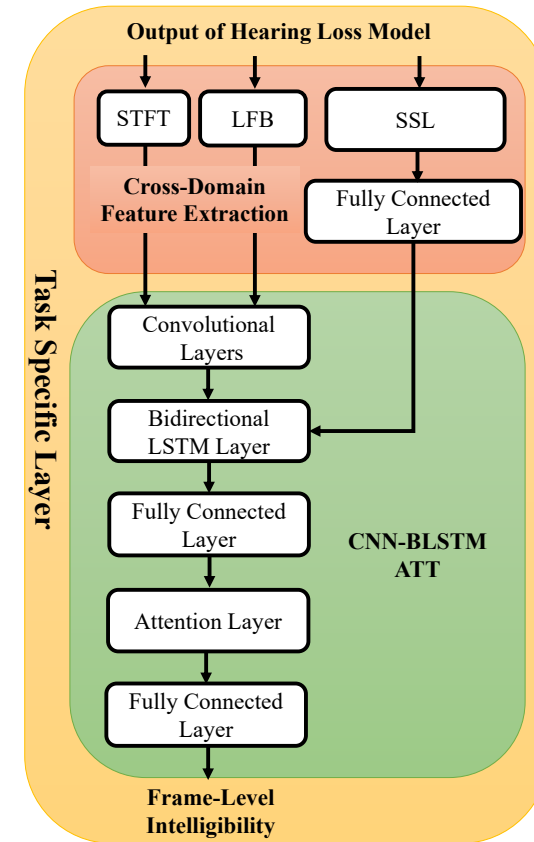 Output of Hearing Loss Model
STFT
LFB
SSL
Cross-Domain
Feature Extraction
Fully Connected
Layer
Task Specific Layer
Convolutional
Layers
Bidirectional
LSTM Layer
Fully Connected
Layer
CNN-BLSTM
ATT
Attention Layer
Fully Connected
Layer
Frame-Level
Intelligibility